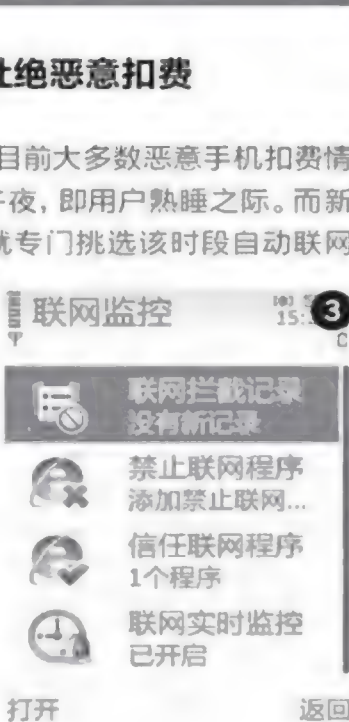 杜绝恶意扣费
目前大多数恶意手机扣费情
午夜，即用户熟睡之际。而新
就专门挑选该时段自动联网
联网监控
15:
3
联网拦截记录
没有新记录
禁止联网程序
添加禁止联网...
信任联网程序
1个程序
联网实时监控
已开启
打开
返回